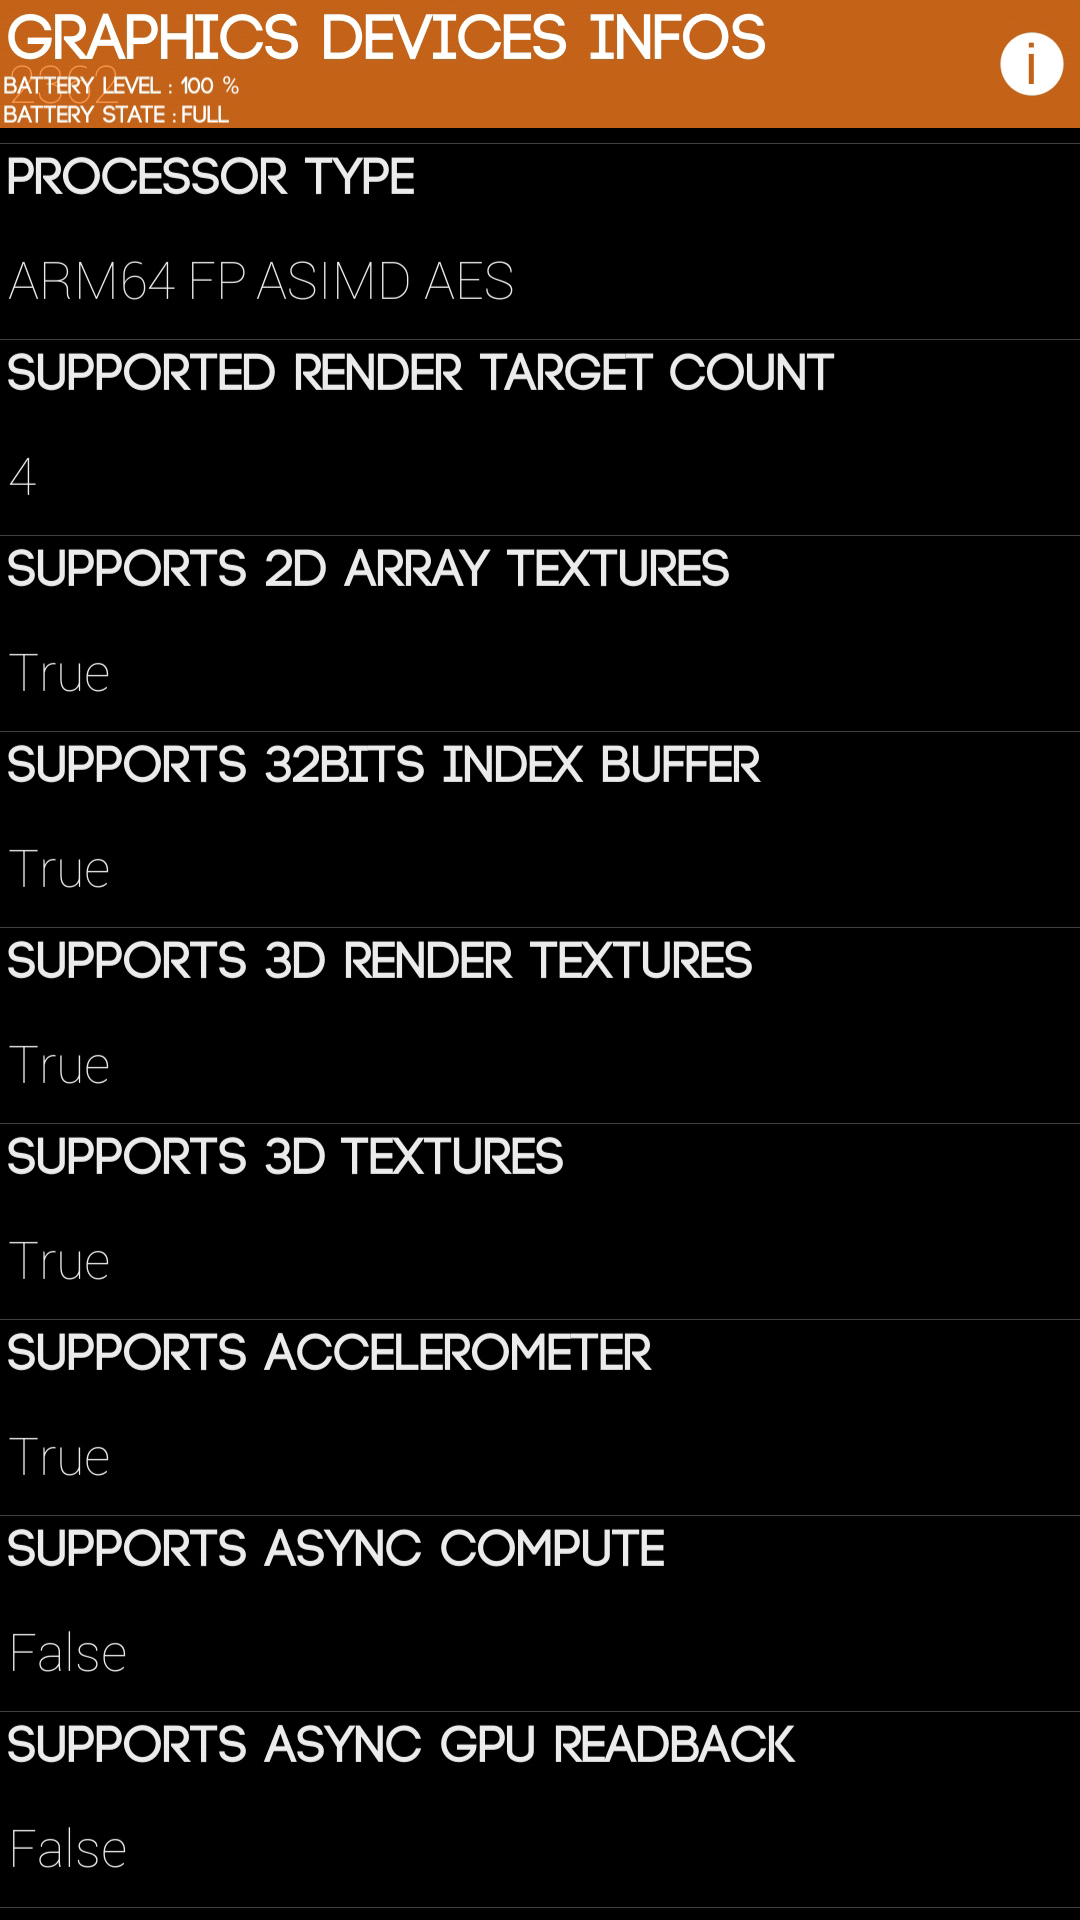 GRAPHICS DEVICES INFOS
2362
BATTERY LEVEL : 100 %
BATTERY STATE : FULL
i
PROCESSOR TYPE
ARM64 FP ASIMD AES
SUPPORTED RENDER TARGET COUNT
4
SUPPORTS 2D ARRAY TEXTURES
True
SUPPORTS 32BITS INDEX BUFFER
True
SUPPORTS 3D RENDER TEXTURES
True
SUPPORTS 3D TEXTURES
True
SUPPORTS ACCELEROMETER
True
SUPPORTS ASYNC COMPUTE
False
SUPPORTS ASYNC GPU READBACK
False